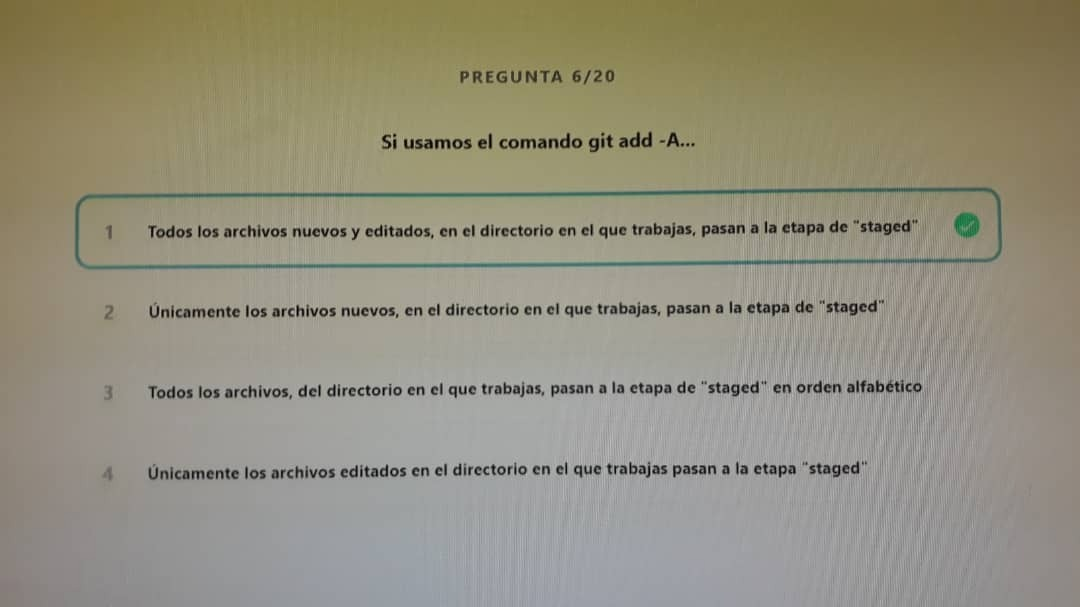 PREGUNTA 6/20
Si usamos el comando git add -A...
1 Todos los archivos nuevos y editados, en el directorio en el que trabajas, pasan a la etapa de "staged"
2 Únicamente los archivos nuevos, en el directorio en el que trabajas, pasan a la etapa de "staged"
3 Todos los archivos, del directorio en el que trabajas, pasan a la etapa de "staged" en orden alfabético
4 Únicamente los archivos editados en el directorio en el que trabajas pasan a la etapa "staged"